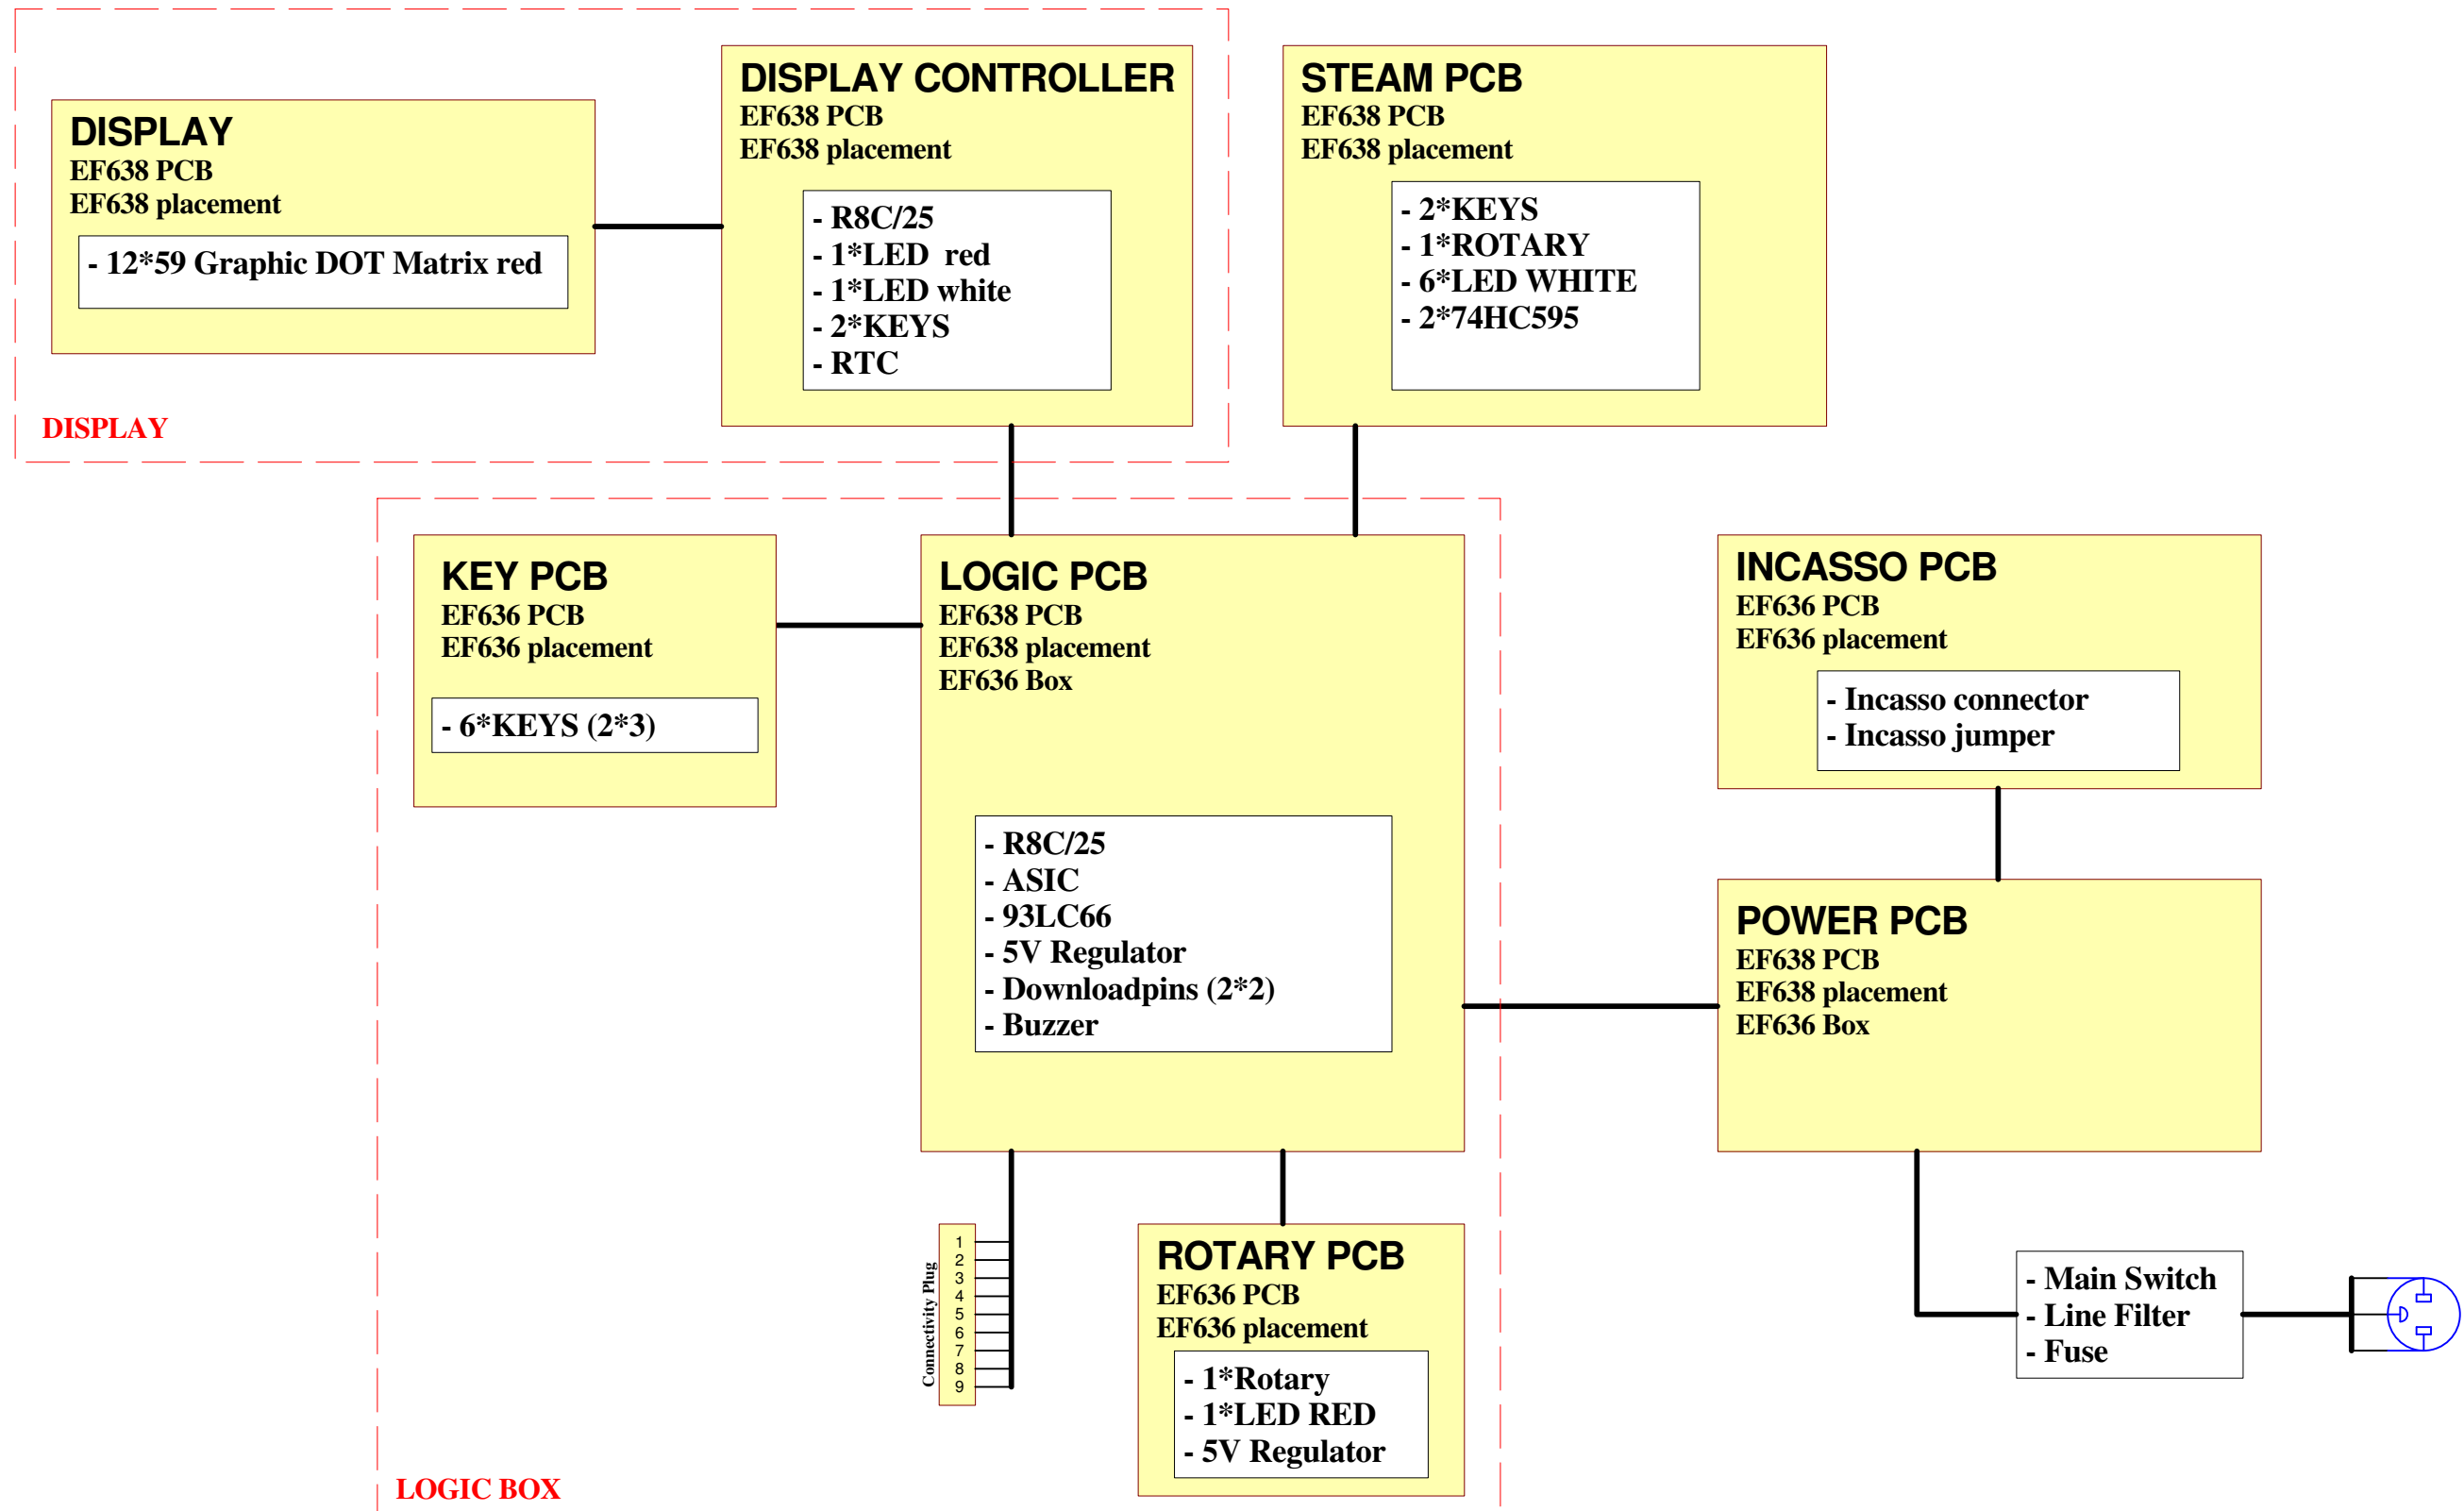 DISPLAY
EF638 PCB
EF638 placement
- 12*59 Graphic DOT Matrix red
DISPLAY CONTROLLER
EF638 PCB
EF638 placement
- R8C/25
- 1*LED  red
- 1*LED white
- 2*KEYS
- RTC
DISPLAY
STEAM PCB
EF638 PCB
EF638 placement
- 2*KEYS
- 1*ROTARY
- 6*LED WHITE
- 2*74HC595
KEY PCB
EF636 PCB
EF636 placement
- 6*KEYS (2*3)
LOGIC PCB
EF638 PCB
EF638 placement
EF636 Box
- R8C/25
- ASIC
- 93LC66
- 5V Regulator
- Downloadpins (2*2)
- Buzzer
INCASSO PCB
EF636 PCB
EF636 placement
- Incasso connector
- Incasso jumper
POWER PCB
EF638 PCB
EF638 placement
EF636 Box
Connectivity Plug
1
2
3
4
5
6
7
8
9
ROTARY PCB
EF636 PCB
EF636 placement
- 1*Rotary
- 1*LED RED
- 5V Regulator
- Main Switch
- Line Filter
- Fuse
LOGIC BOX